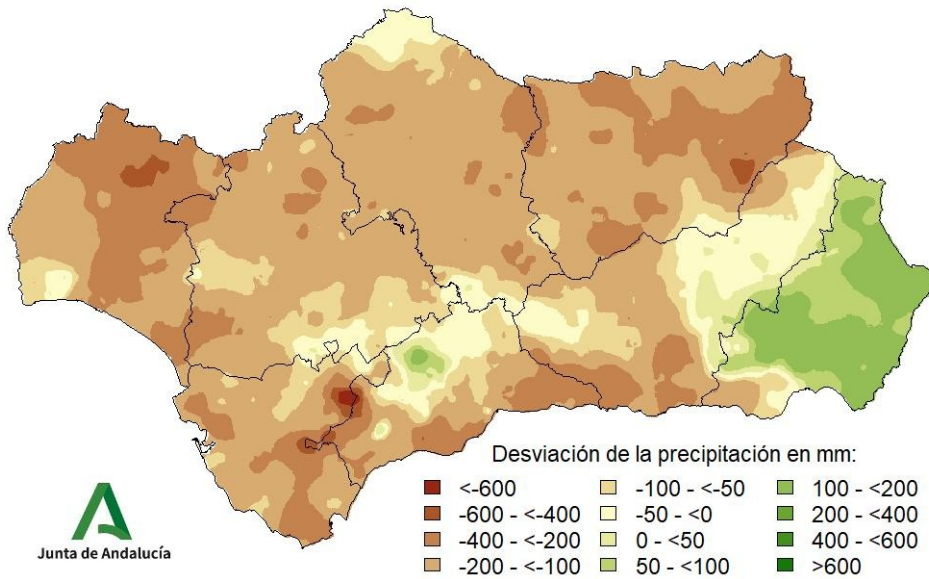 Desviación de la precipitación en mm:
<-600 -100 - <-50 100 - <200
-600 - <-400 -50 - <0 200 - <400
-400 - <-200 0 - <50 400 - <600
-200 - <-100 50 - <100 >600
Junta de Andalucía